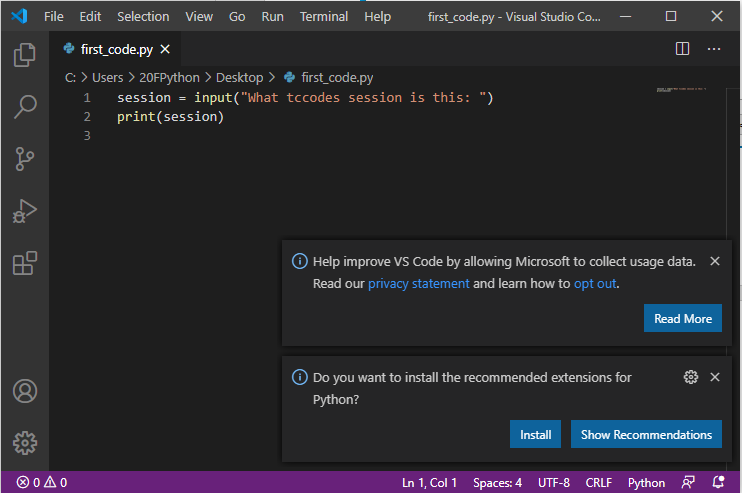 File Edit Selection View Go Run Terminal Help first_code.py - Visual Studio Co...
first_code.py
C: > Users > 20FPython > Desktop > first_code.py
1 session = input("What tccodes session is this: ")
2 print(session)
3
Help improve VS Code by allowing Microsoft to collect usage data.
Read our privacy statement and learn how to opt out.
Read More
Do you want to install the recommended extensions for
Python?
Install Show Recommendations
0 0 Ln 1, Col 1 Spaces: 4 UTF-8 CRLF Python